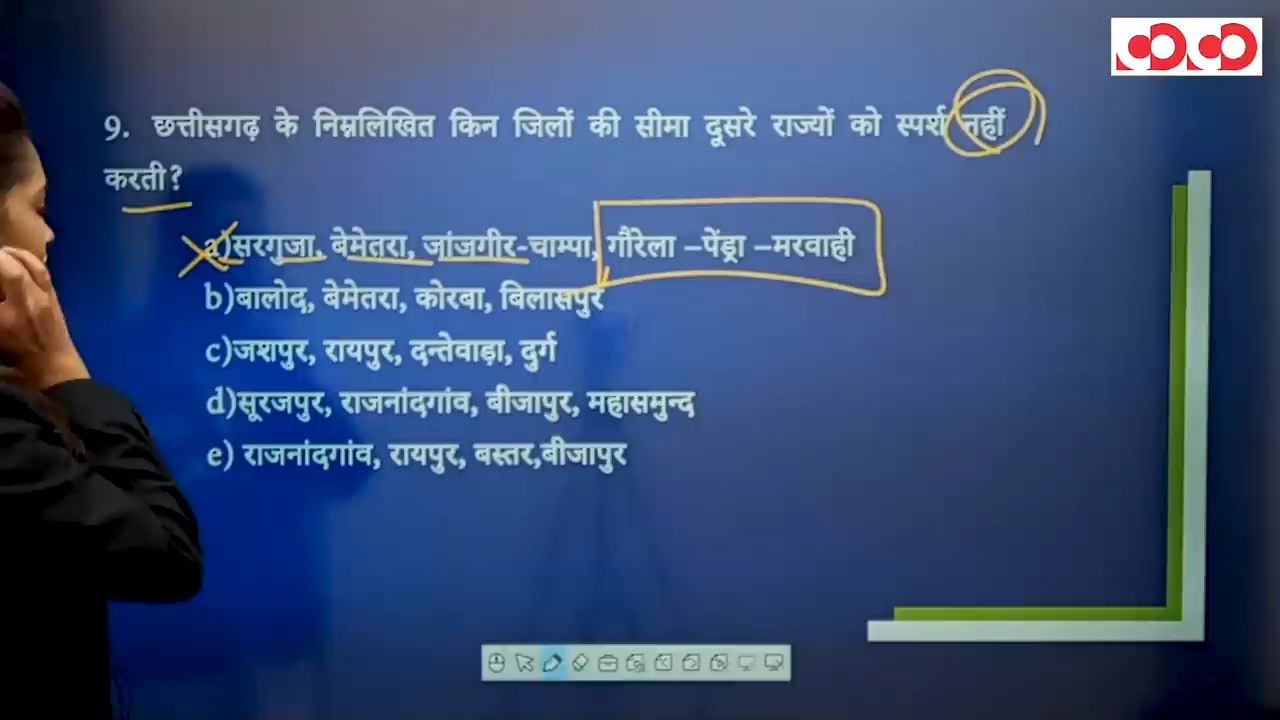 9. छत्तीसगढ़ के निम्नलिखित किन जिलों की सीमा दूसरे राज्यों को स्पर्श नहीं
करती?
a)सरगुजा, बेमेतरा, जांजगीर-चाम्पा, गौरेला –पेंड्रा –मरवाही
b)बालोद, बेमेतरा, कोरबा, बिलासपुर
c)जशपुर, रायपुर, दन्तेवाड़ा, दुर्ग
d)सूरजपुर, राजनांदगांव, बीजापुर, महासमुन्द
e) राजनांदगांव, रायपुर, बस्तर,बीजापुर